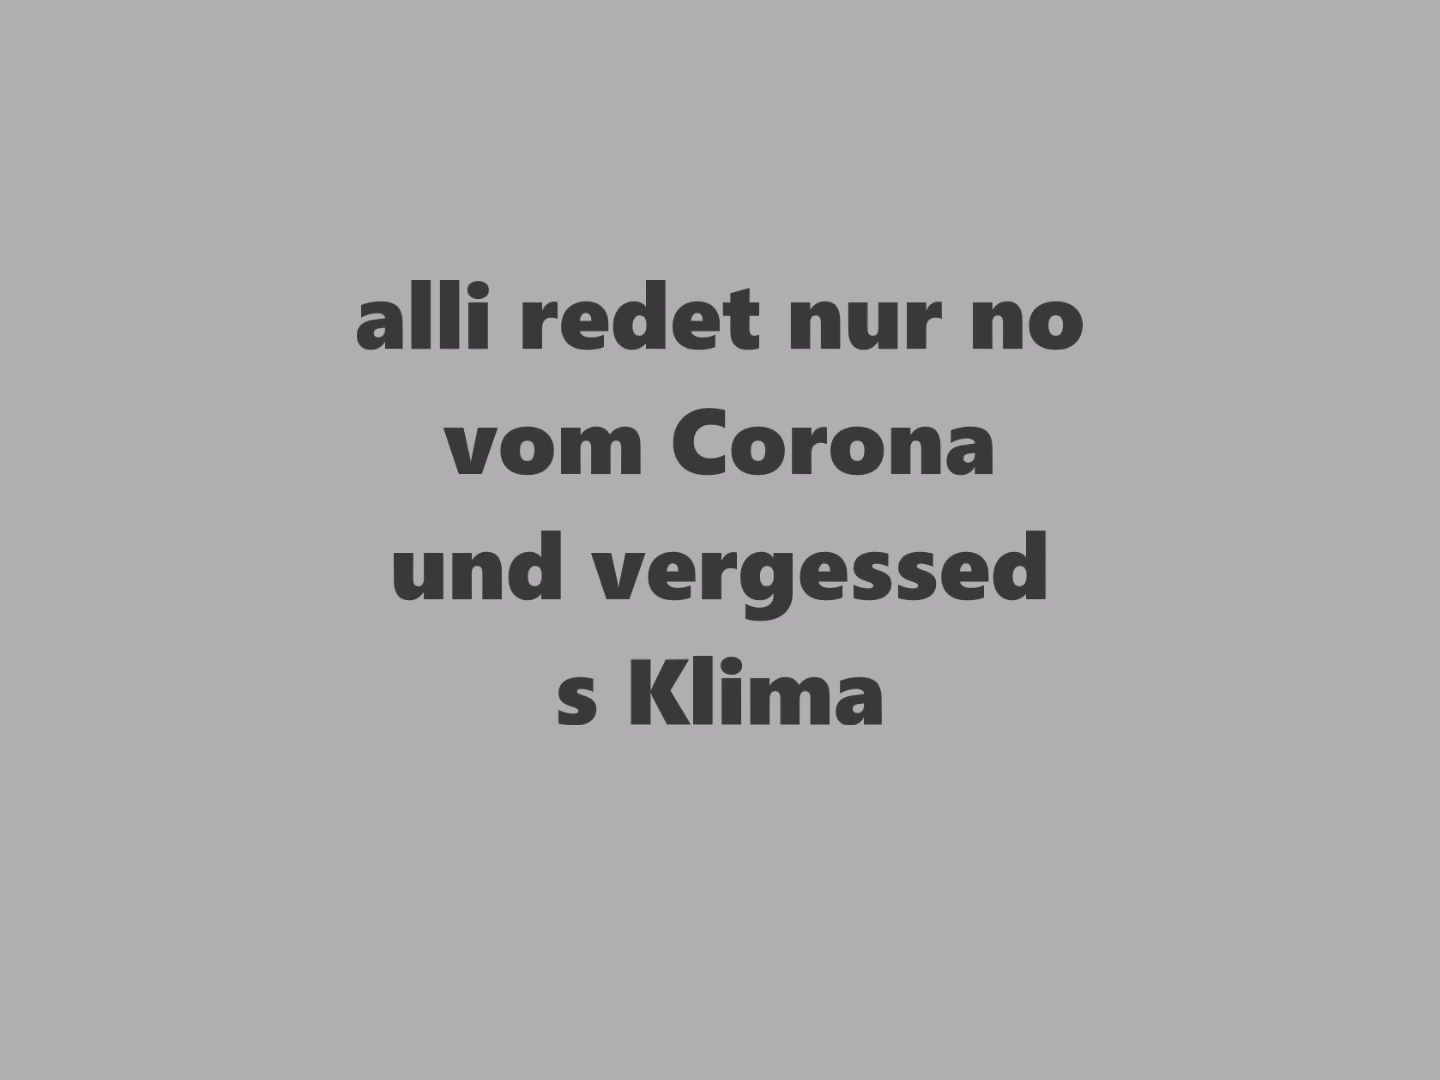 alli redet nur no
vom Corona
und vergessed
s Klima